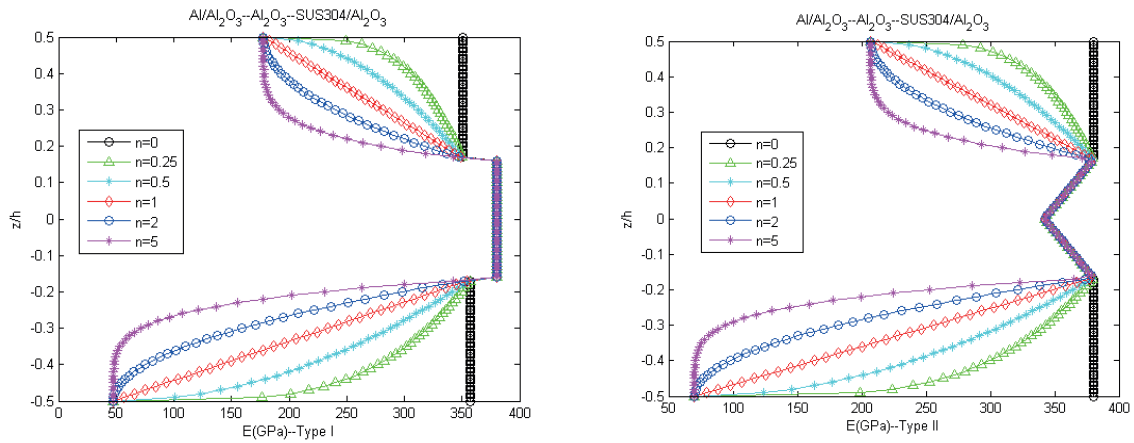 Al/Al₂O₃--Al₂O₃--SUS304/Al₂O₃
0.5
0.4
0.3
0.2
0.1
0
-0.1
-0.2
-0.3
-0.4
-0.5
z/h
n=0
n=0.25
n=0.5
n=1
n=2
n=5
0 50 100 150 200 250 300 350 400
E(GPa)--Type I
Al/Al₂O₃--Al₂O₃--SUS304/Al₂O₃
0.5
0.4
0.3
0.2
0.1
0
-0.1
-0.2
-0.3
-0.4
-0.5
z/h
n=0
n=0.25
n=0.5
n=1
n=2
n=5
50 100 150 200 250 300 350 400
E(GPa)--Type II